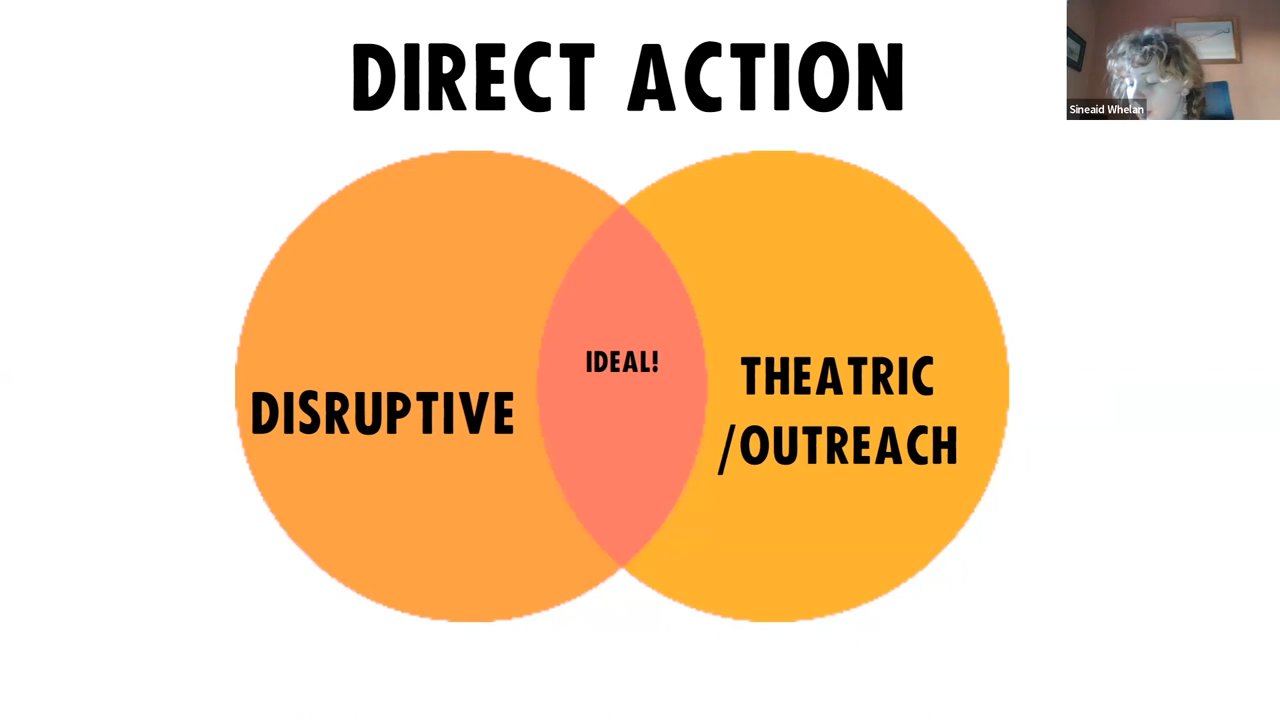 DIRECT ACTION
Sineaid Whelan
IDEAL!
DISRUPTIVE
THEATRIC
/OUTREACH